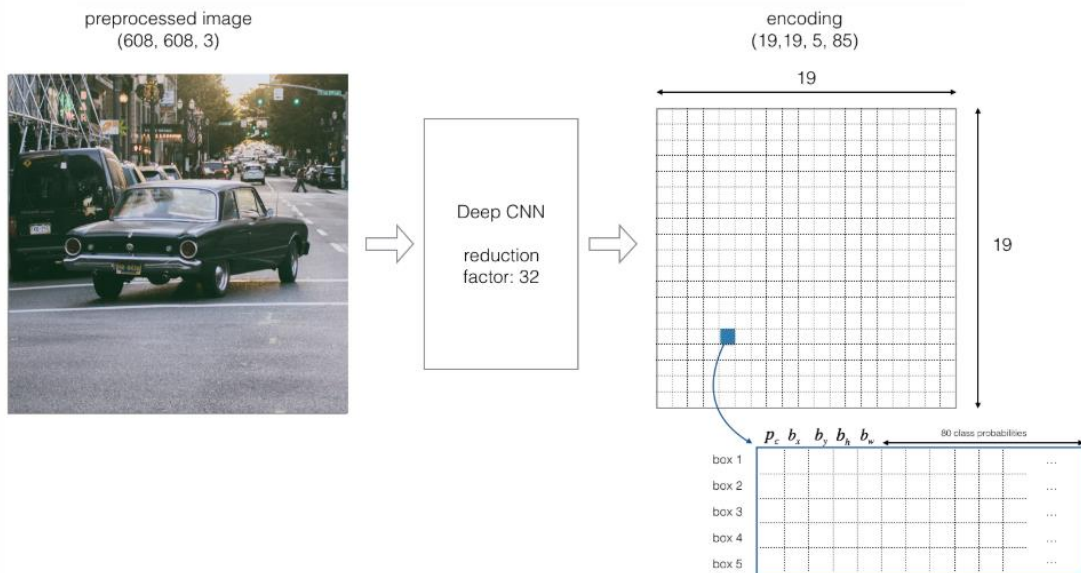 preprocessed image
(608, 608, 3)
encoding
(19,19, 5, 85)
19
Deep CNN
reduction
factor: 32
19
p_c b_x b_y b_h b_w
80 class probabilities
box 1 ...
box 2 ...
box 3 ...
box 4 ...
box 5 ...